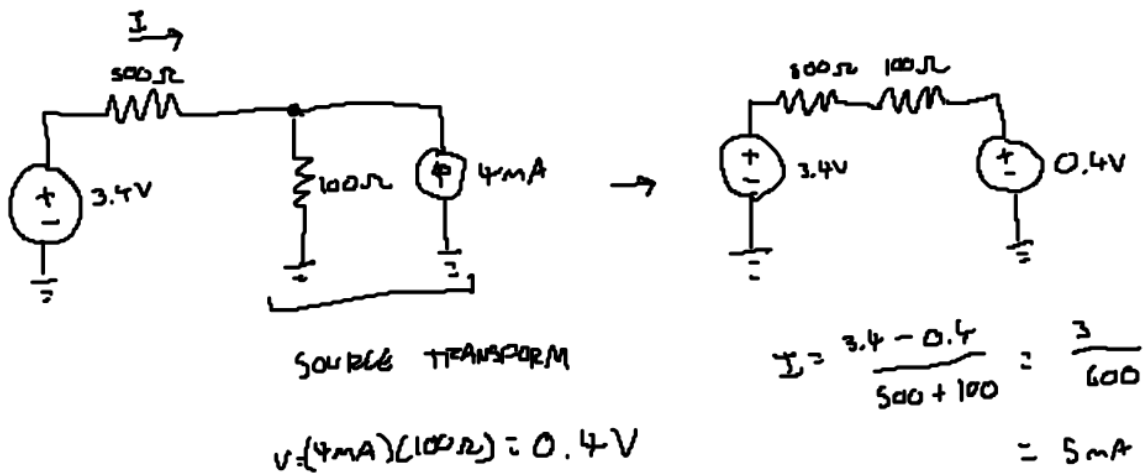 I
500Ω
3.4V
+
-
100Ω
4mA
500Ω 100Ω
+
-
3.4V
+
-
0.4V
SOURCE TRANSFORM
V=(4mA)(100Ω) = 0.4V
I = 3.4 - 0.4 / 500 + 100 = 3 / 600
= 5mA